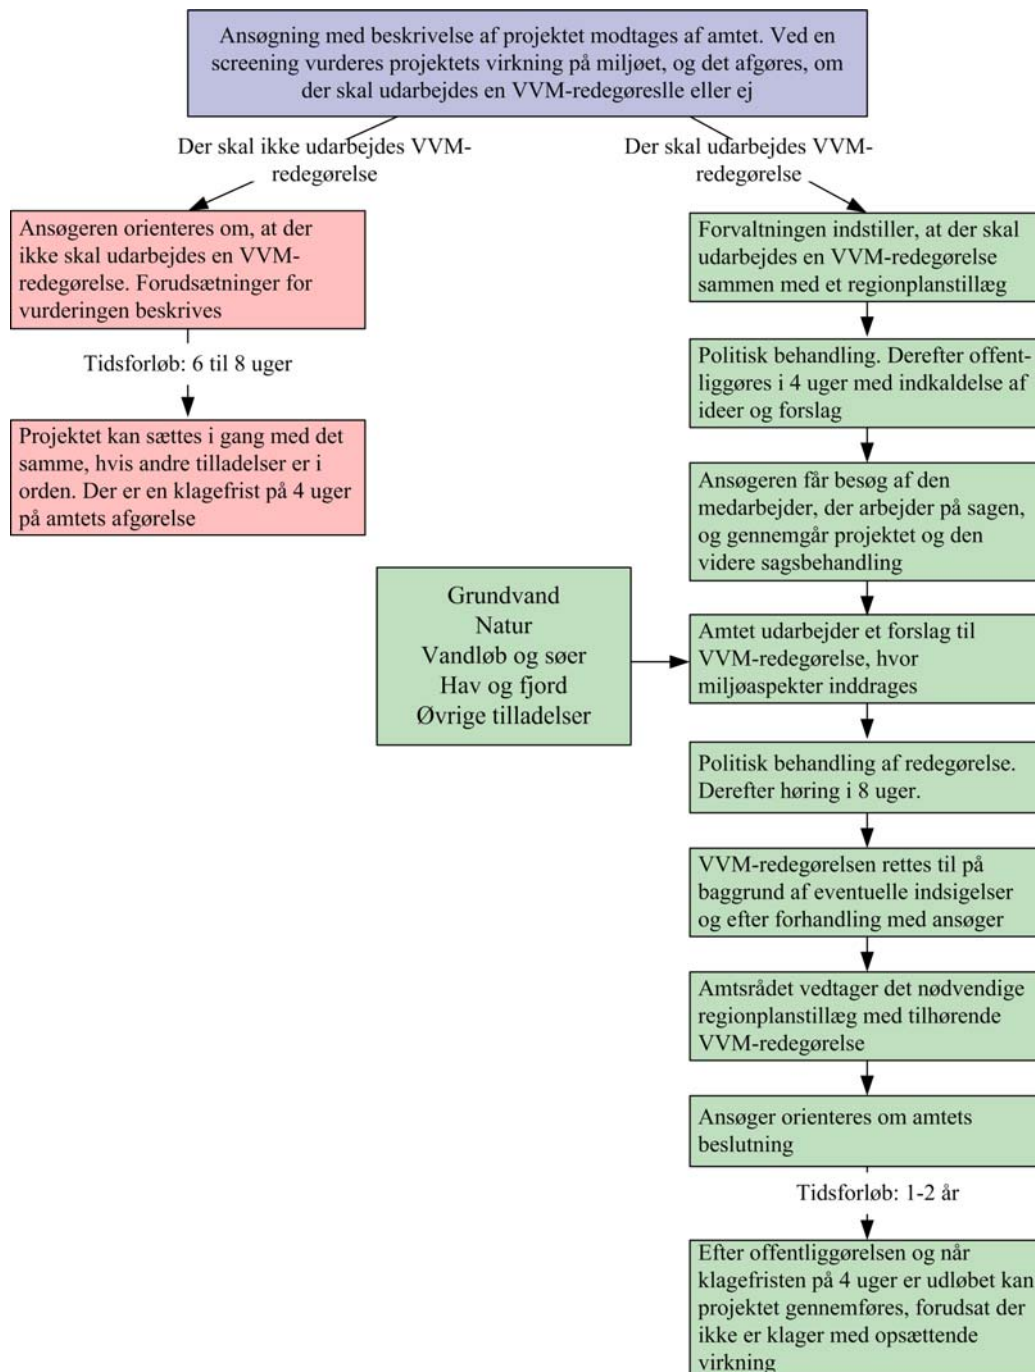 Ansøgning med beskrivelse af projektet modtages af amtet. Ved en
screening vurderes projektets virkning på miljøet, og det afgøres, om
der skal udarbejdes en VVM-redegøreslle eller ej
Der skal ikke udarbejdes VVM-
redegørelse
Ansøgeren orienteres om, at der
ikke skal udarbejdes en VVM-
redegørelse. Forudsætninger for
vurderingen beskrives
Tidsforløb: 6 til 8 uger
Projektet kan sættes i gang med det
samme, hvis andre tilladelser er i
orden. Der er en klagefrist på 4 uger
på amtets afgørelse
Der skal udarbejdes VVM-
redegørelse
Forvaltningen indstiller, at der skal
udarbejdes en VVM-redegørelse
sammen med et regionplanstillæg
Politisk behandling. Derefter offent-
liggøres i 4 uger med indkaldelse af
ideer og forslag
Ansøgeren får besøg af den
medarbejder, der arbejder på sagen,
og gennemgår projektet og den
videre sagsbehandling
Grundvand
Natur
Vandløb og søer
Hav og fjord
Øvrige tilladelser
Amtet udarbejder et forslag til
VVM-redegørelse, hvor
miljøaspekter inddrages
Politisk behandling af redegørelse.
Derefter høring i 8 uger.
VVM-redegørelsen rettes til på
baggrund af eventuelle indsigelser
og efter forhandling med ansøger
Amtsrådet vedtager det nødvendige
regionplanstillæg med tilhørende
VVM-redegørelse
Ansøger orienteres om amtets
beslutning
Tidsforløb: 1-2 år
Efter offentliggørelsen og når
klagefristen på 4 uger er udløbet kan
projektet gennemføres, forudsat der
ikke er klager med opsættende
virkning